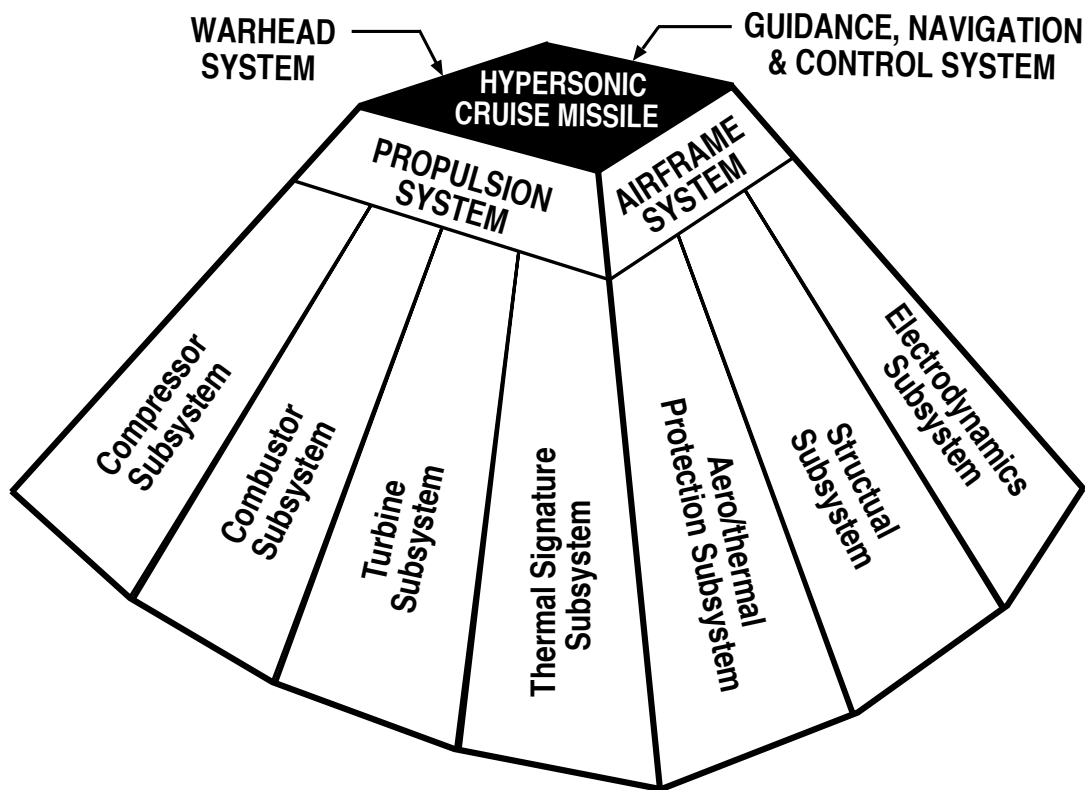 WARHEAD
SYSTEM
GUIDANCE, NAVIGATION
& CONTROL SYSTEM
HYPERSONIC
CRUISE MISSILE
PROPULSION
SYSTEM
AIRFRAME
SYSTEM
Compressor
Subsystem
Combustor
Subsystem
Turbine
Subsystem
Thermal Signature
Subsystem
Aero/thermal
Protection Subsystem
Structual
Subsystem
Electrodynamics
Subsystem